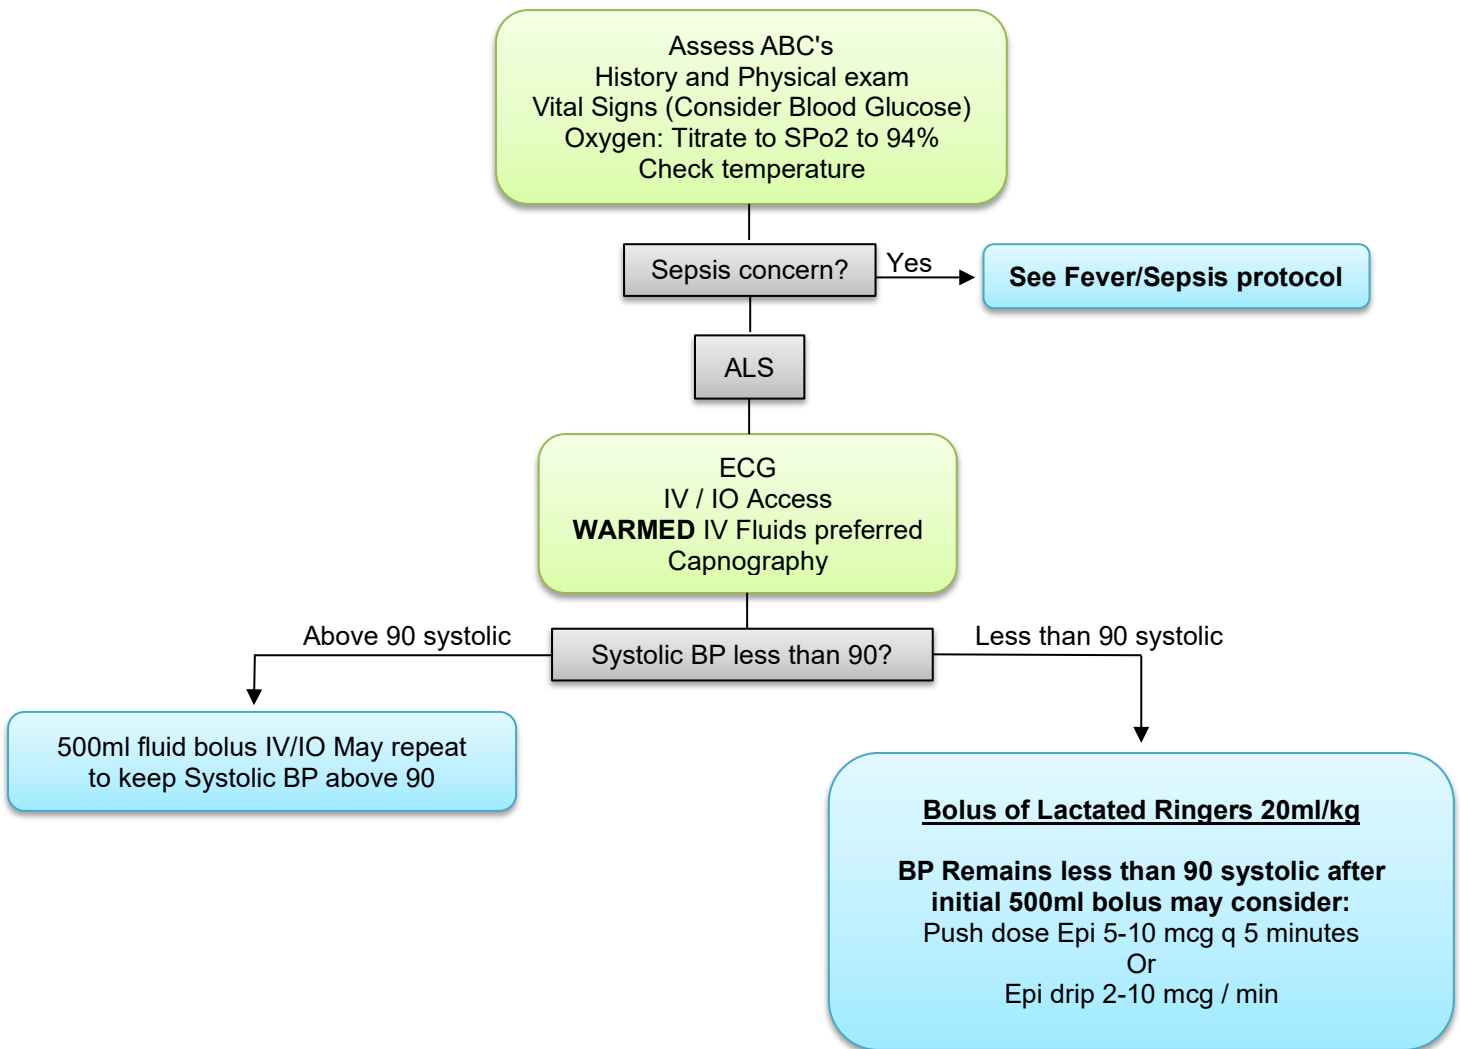 Assess ABC's
History and Physical exam
Vital Signs (Consider Blood Glucose)
Oxygen: Titrate to SPo2 to 94%
Check temperature
Sepsis concern?
Yes
See Fever/Sepsis protocol
ALS
ECG
IV / IO Access
WARMED IV Fluids preferred
Capnography
Above 90 systolic
Systolic BP less than 90?
Less than 90 systolic
500ml fluid bolus IV/IO May repeat
to keep Systolic BP above 90
Bolus of Lactated Ringers 20ml/kg
BP Remains less than 90 systolic after
initial 500ml bolus may consider:
Push dose Epi 5-10 mcg q 5 minutes
Or
Epi drip 2-10 mcg / min